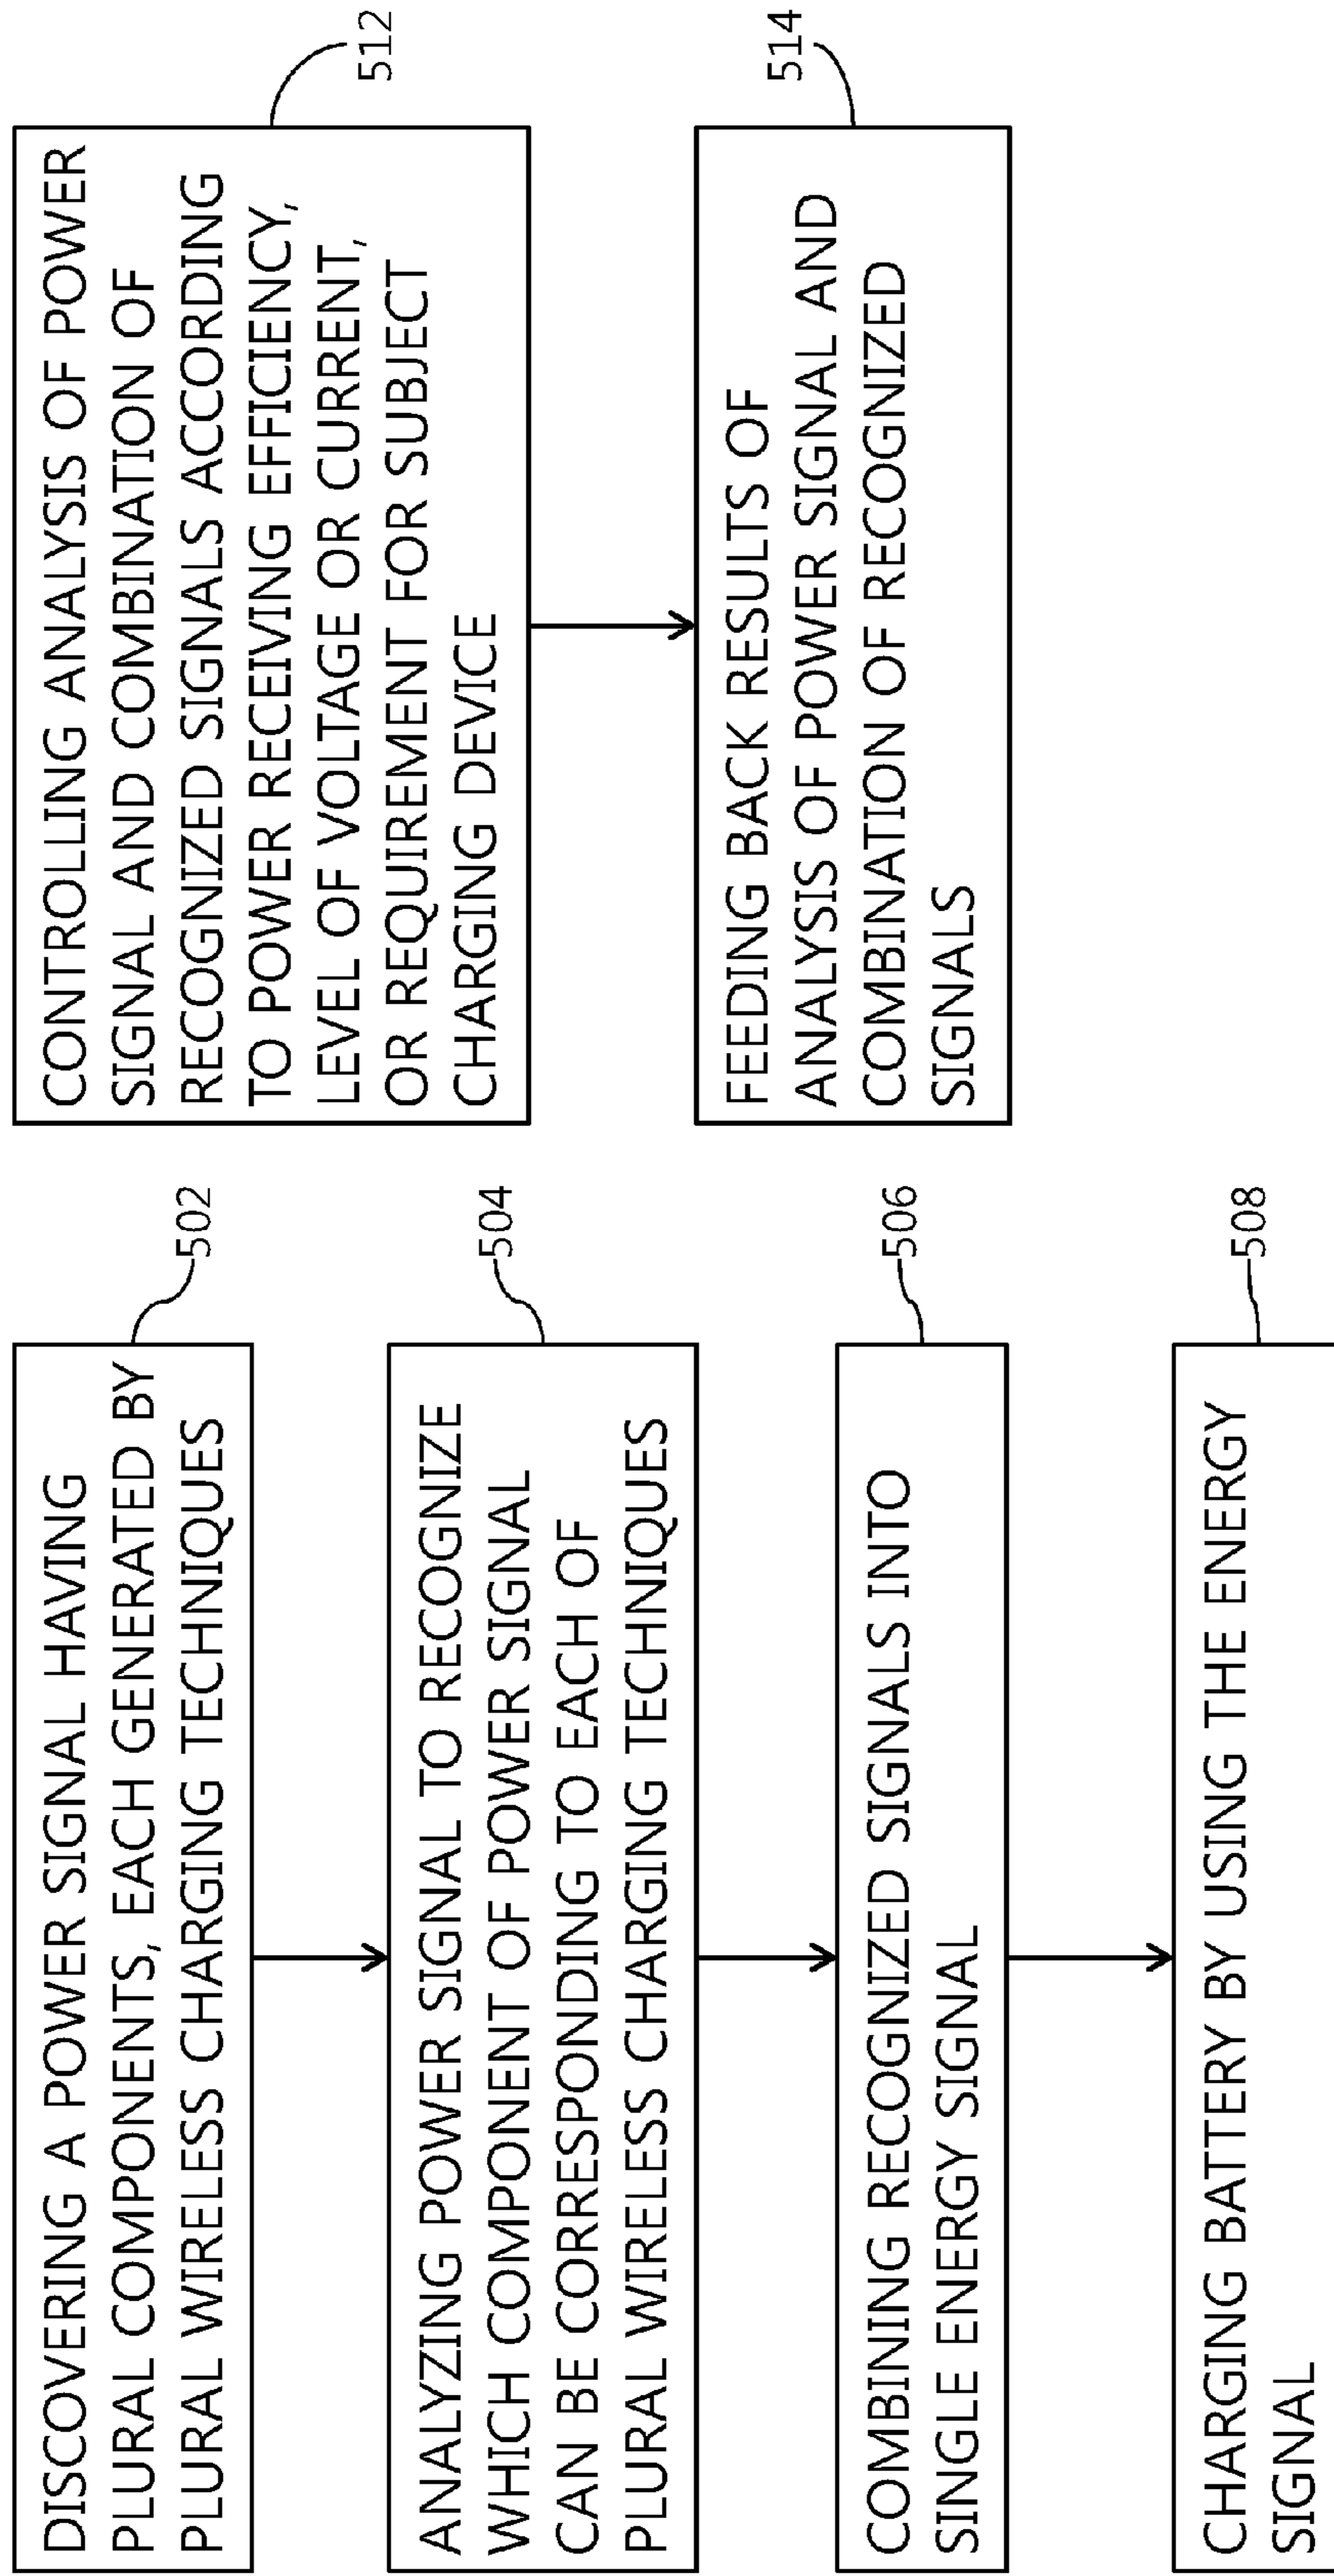 DISCOVERING A POWER SIGNAL HAVING
PLURAL COMPONENTS, EACH GENERATED BY
PLURAL WIRELESS CHARGING TECHNIQUES
502
ANALYZING POWER SIGNAL TO RECOGNIZE
WHICH COMPONENT OF POWER SIGNAL
CAN BE CORRESPONDING TO EACH OF
PLURAL WIRELESS CHARGING TECHNIQUES
504
COMBINING RECOGNIZED SIGNALS INTO
SINGLE ENERGY SIGNAL
506
CHARGING BATTERY BY USING THE ENERGY
SIGNAL
508
CONTROLLING ANALYSIS OF POWER
SIGNAL AND COMBINATION OF
RECOGNIZED SIGNALS ACCORDING
TO POWER RECEIVING EFFICIENCY,
LEVEL OF VOLTAGE OR CURRENT,
OR REQUIREMENT FOR SUBJECT
CHARGING DEVICE
512
FEEDING BACK RESULTS OF
ANALYSIS OF POWER SIGNAL AND
COMBINATION OF RECOGNIZED
SIGNALS
514